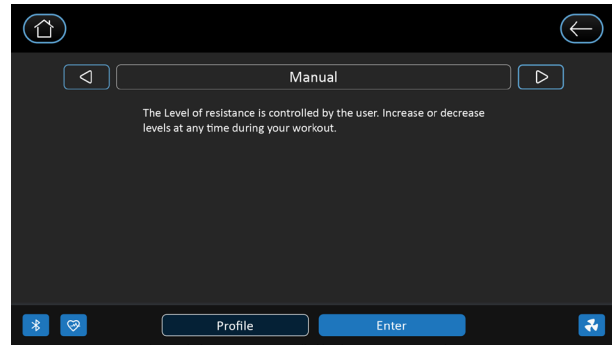 Manual
The Level of resistance is controlled by the user. Increase or decrease
levels at any time during your workout.
Profile
Enter